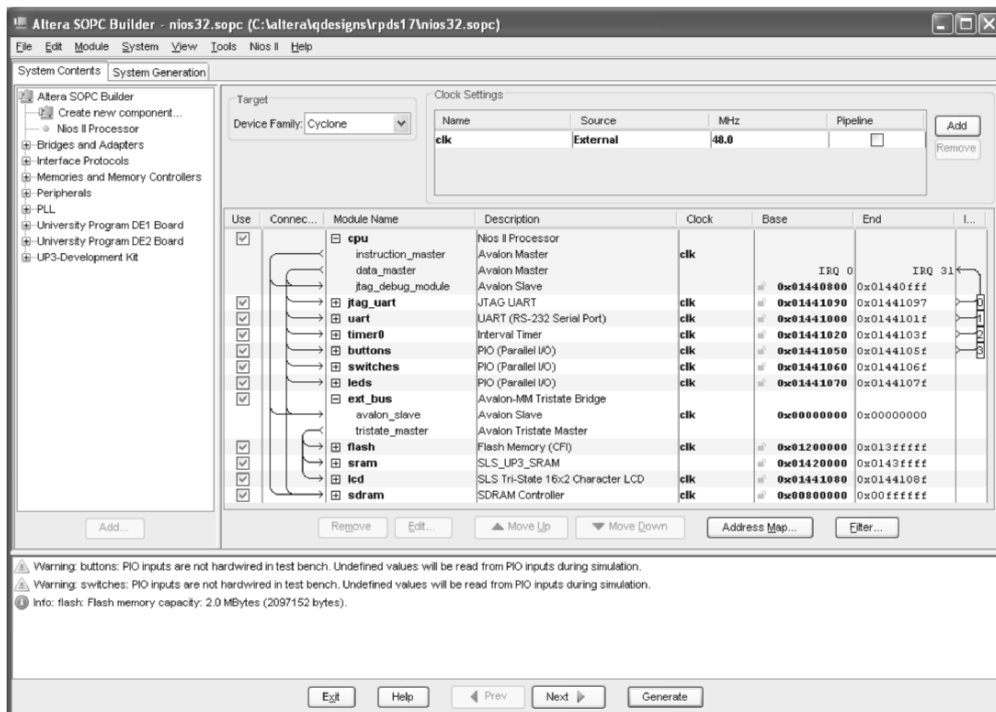 Altera SOPC Builder - nios32.sopc (C:\altera\qdesigns\rpds17\nios32.sopc)
File Edit Module System View Tools Nios II Help
System Contents System Generation
Altera SOPC Builder
Create new component...
Nios II Processor
Bridges and Adapters
Interface Protocols
Memories and Memory Controllers
Peripherals
PLL
University Program DE1 Board
University Program DE2 Board
UP3-Development Kit
Add...
Target
Device Family: Cyclone
Clock Settings
Name Source MHz Pipeline
clk External 48.0
Add
Remove
Use Connec... Module Name Description Clock Base End I...
cpu Nios II Processor
instruction_master Avalon Master clk
data_master Avalon Master IRQ 0 IRQ 31
jtag_debug_module Avalon Slave 0x01440800 0x01440fff
jtag_uart JTAG UART clk 0x01441090 0x01441097 0
uart UART (RS-232 Serial Port) clk 0x01441000 0x0144101f 1
timer0 Interval Timer clk 0x01441020 0x0144103f 2
buttons PIO (Parallel I/O) clk 0x01441050 0x0144105f 3
switches PIO (Parallel I/O) clk 0x01441060 0x0144106f
leds PIO (Parallel I/O) clk 0x01441070 0x0144107f
ext_bus Avalon-MM Tristate Bridge
avalon_slave Avalon Slave clk 0x00000000 0x00000000
tristate_master Avalon Tristate Master
flash Flash Memory (CFI) clk 0x01200000 0x013fffff
sram SLS_UP3_SRAM 0x01420000 0x0143ffff
lcd SLS Tri-State 16x2 Character LCD clk 0x01441080 0x0144108f
sdram SDRAM Controller clk 0x00800000 0x00ffffff
Remove Edit... Move Up Move Down Address Map... Filter...
Warning: buttons: PIO inputs are not hardwired in test bench. Undefined values will be read from PIO inputs during simulation.
Warning: switches: PIO inputs are not hardwired in test bench. Undefined values will be read from PIO inputs during simulation.
Info: flash: Flash memory capacity: 2.0 MBytes (2097152 bytes).
Exit Help Prev Next Generate